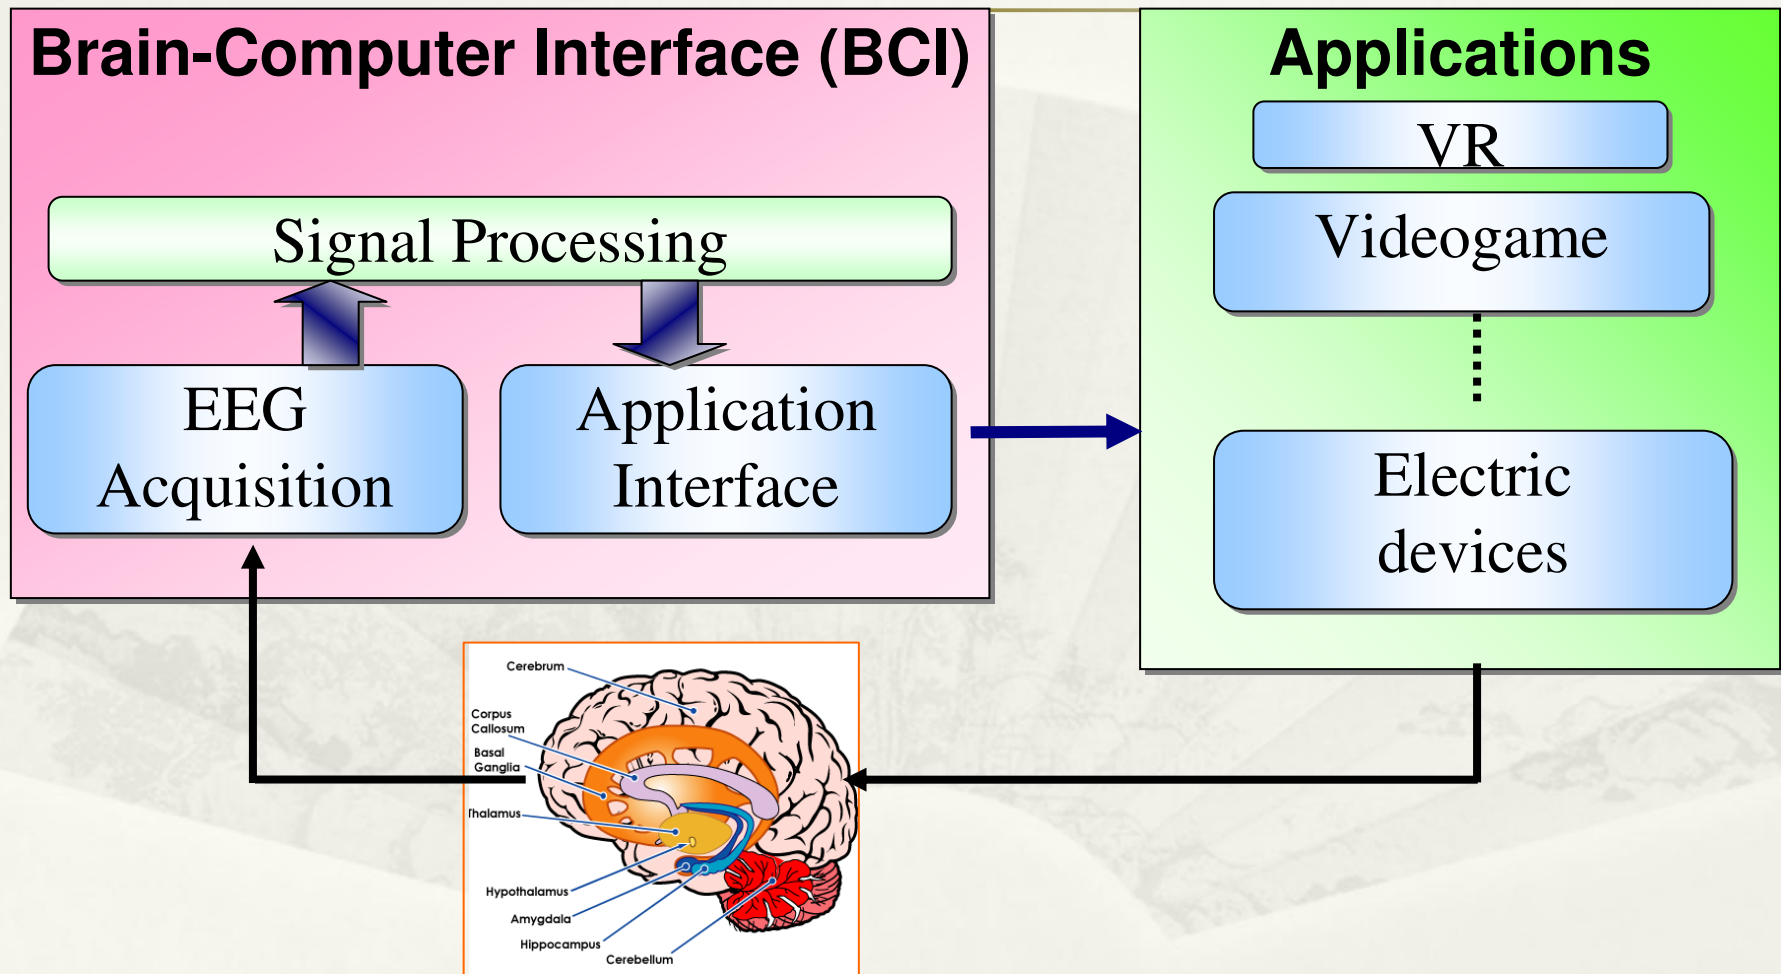 Brain-Computer Interface (BCI)
Signal Processing
EEG
Acquisition
Application
Interface
Applications
VR
Videogame
Electric
devices
Cerebrum
Corpus
Callosum
Basal
Ganglia
Thalamus
Hypothalamus
Amygdala
Hippocampus
Cerebellum